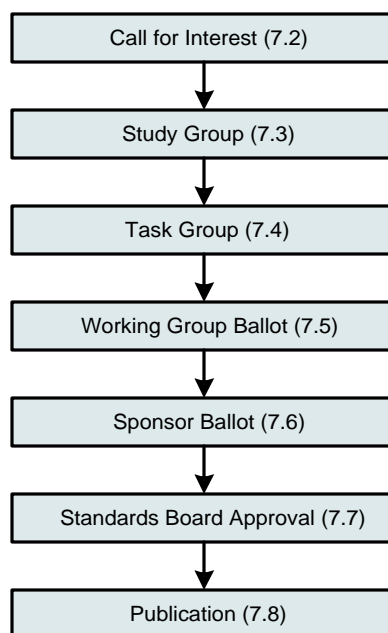 Call for Interest (7.2)
Study Group (7.3)
Task Group (7.4)
Working Group Ballot (7.5)
Sponsor Ballot (7.6)
Standards Board Approval (7.7)
Publication (7.8)